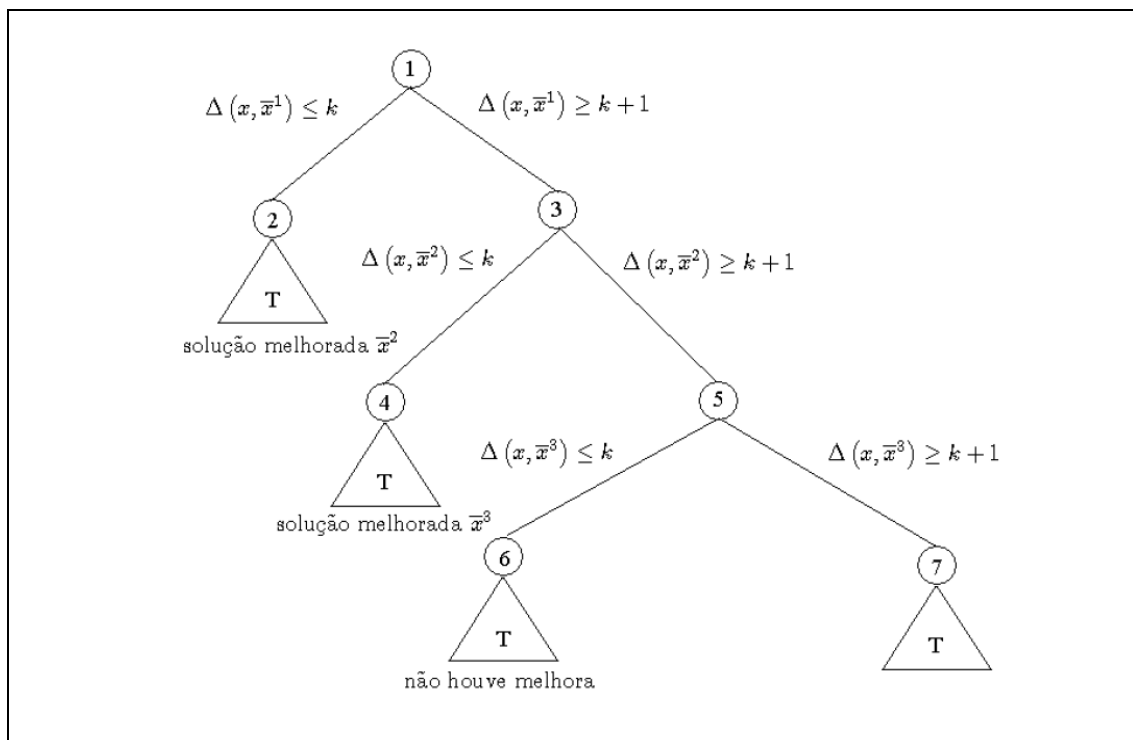 1
Δ (x, x̅¹) ≤ k
Δ (x, x̅¹) ≥ k + 1
2
3
T
Δ (x, x̅²) ≤ k
Δ (x, x̅²) ≥ k + 1
solução melhorada x̅²
4
5
T
Δ (x, x̅³) ≤ k
Δ (x, x̅³) ≥ k + 1
solução melhorada x̅³
6
7
T
T
não houve melhora